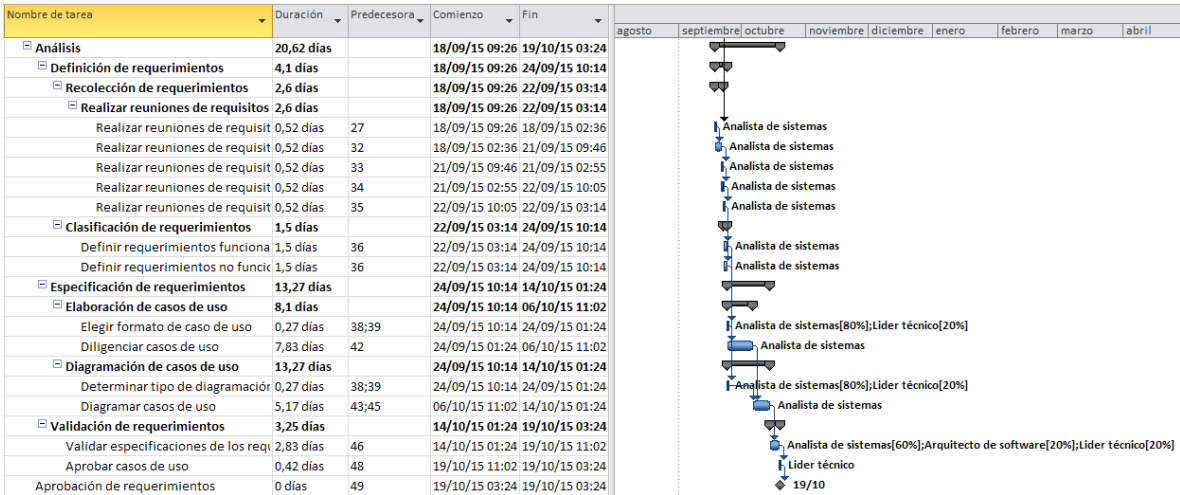 Nombre de tarea Duración Predecesora Comienzo Fin
agosto septiembre octubre noviembre diciembre enero febrero marzo abril
Análisis 20,62 días 18/09/15 09:26 19/10/15 03:24
Definición de requerimientos 4,1 días 18/09/15 09:26 24/09/15 10:14
Recolección de requerimientos 2,6 días 18/09/15 09:26 22/09/15 03:14
Realizar reuniones de requisitos 2,6 días 18/09/15 09:26 22/09/15 03:14
Realizar reuniones de requisit 0,52 días 27 18/09/15 09:26 18/09/15 02:36 Analista de sistemas
Realizar reuniones de requisit 0,52 días 32 18/09/15 02:36 21/09/15 09:46 Analista de sistemas
Realizar reuniones de requisit 0,52 días 33 21/09/15 09:46 21/09/15 02:55 Analista de sistemas
Realizar reuniones de requisit 0,52 días 34 21/09/15 02:55 22/09/15 10:05 Analista de sistemas
Realizar reuniones de requisit 0,52 días 35 22/09/15 10:05 22/09/15 03:14 Analista de sistemas
Clasificación de requerimientos 1,5 días 22/09/15 03:14 24/09/15 10:14
Definir requerimientos funciona 1,5 días 36 22/09/15 03:14 24/09/15 10:14 Analista de sistemas
Definir requerimientos no funcic 1,5 días 36 22/09/15 03:14 24/09/15 10:14 Analista de sistemas
Especificación de requerimientos 13,27 días 24/09/15 10:14 14/10/15 01:24
Elaboración de casos de uso 8,1 días 24/09/15 10:14 06/10/15 11:02
Elegir formato de caso de uso 0,27 días 38;39 24/09/15 10:14 24/09/15 01:24 Analista de sistemas[80%];Lider técnico[20%]
Diligenciar casos de uso 7,83 días 42 24/09/15 01:24 06/10/15 11:02 Analista de sistemas
Diagramación de casos de uso 13,27 días 24/09/15 10:14 14/10/15 01:24
Determinar tipo de diagramación 0,27 días 38;39 24/09/15 10:14 24/09/15 01:24 Analista de sistemas[80%];Lider técnico[20%]
Diagramar casos de uso 5,17 días 43;45 06/10/15 11:02 14/10/15 01:24 Analista de sistemas
Validación de requerimientos 3,25 días 14/10/15 01:24 19/10/15 03:24
Validar especificaciones de los requ 2,83 días 46 14/10/15 01:24 19/10/15 11:02 Analista de sistemas[60%];Arquitecto de software[20%];Lider técnico[20%]
Aprobar casos de uso 0,42 días 48 19/10/15 11:02 19/10/15 03:24 Lider técnico
Aprobación de requerimientos 0 días 49 19/10/15 03:24 19/10/15 03:24 19/10